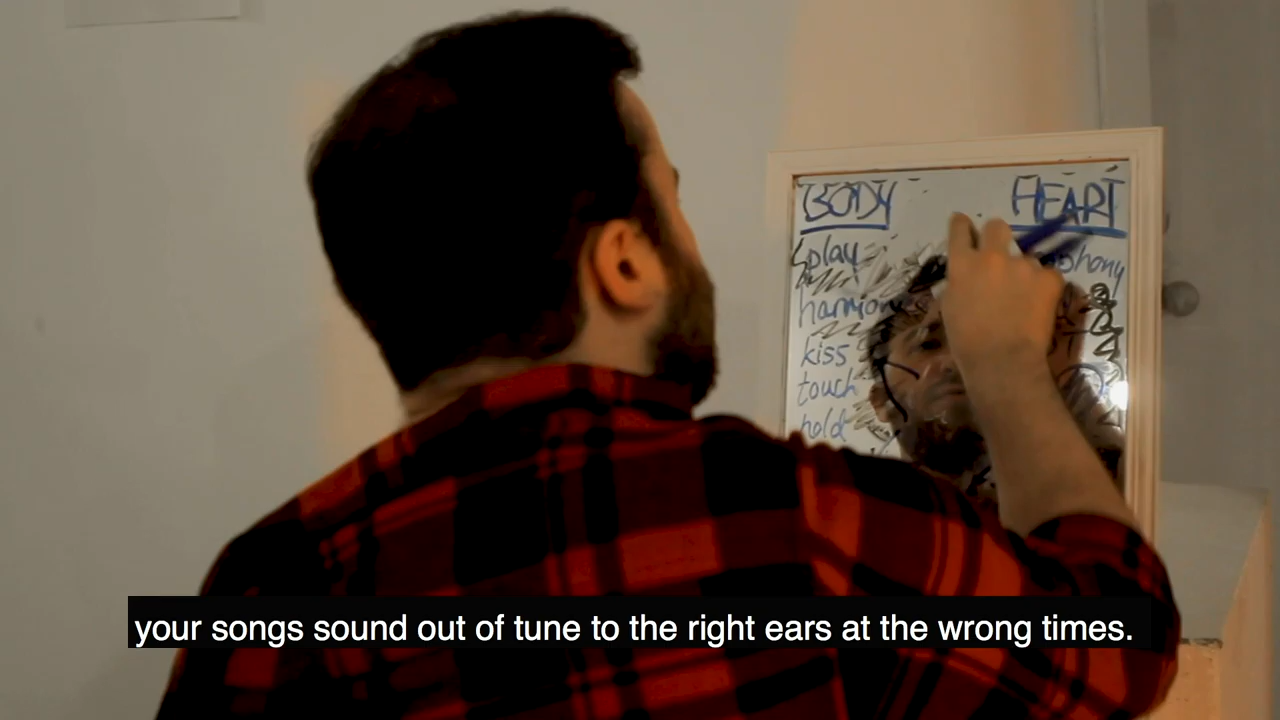 BODY HEART
play
harmon
kiss
touch
hold
your songs sound out of tune to the right ears at the wrong times.